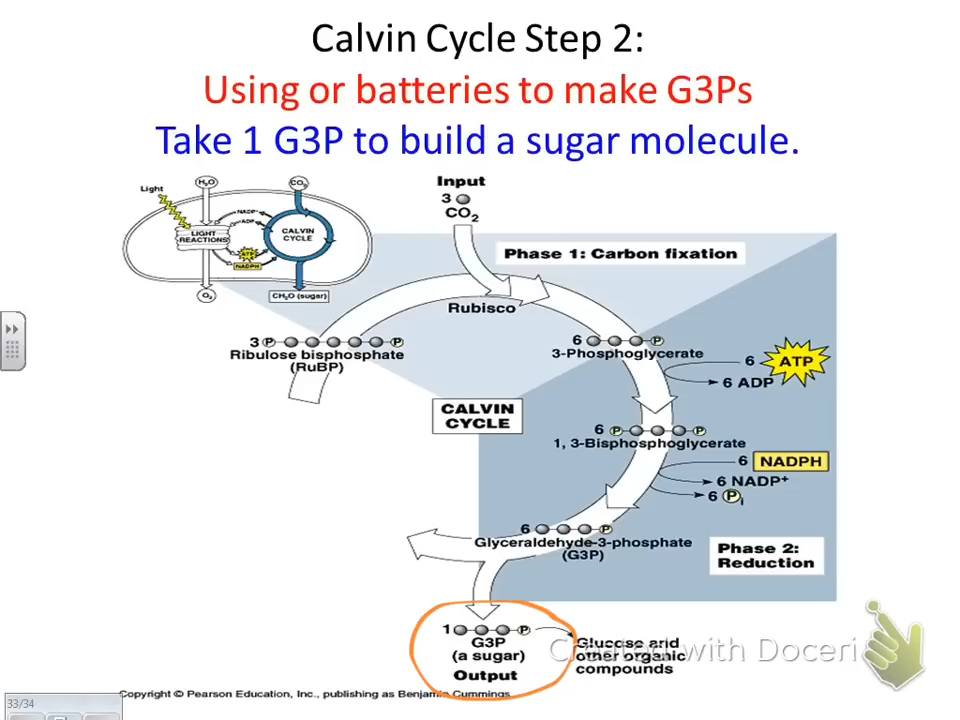 Calvin Cycle Step 2:
Using or batteries to make G3Ps
Take 1 G3P to build a sugar molecule.
Light
H₂O
CO₂
NADP⁺
ADP
LIGHT
REACTIONS
CALVIN
CYCLE
ATP
NADPH
O₂
CH₂O (sugar)
Input
3
CO₂
Phase 1: Carbon fixation
Rubisco
3 P P
Ribulose bisphosphate
(RuBP)
6 P
3-Phosphoglycerate
6 ATP
6 ADP
CALVIN
CYCLE
6 P P
1, 3-Bisphosphoglycerate
6 NADPH
6 NADP⁺
6 Pi
6 P
Glyceraldehyde-3-phosphate
(G3P)
Phase 2:
Reduction
1 P
G3P
(a sugar)
Output
Glucose and
other organic
compounds
Created with Doceri
Copyright © Pearson Education, Inc., publishing as Benjamin Cummings.
33/34